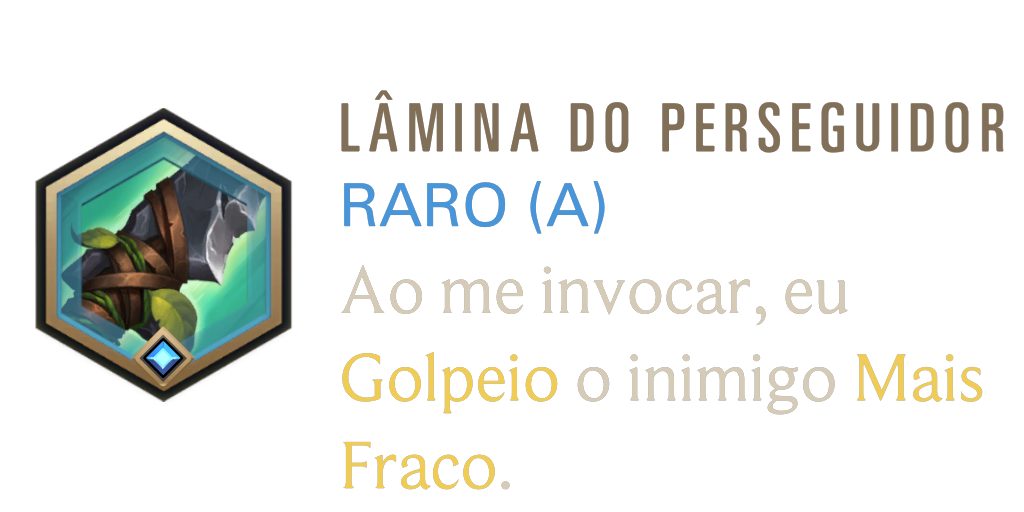 LÂMINA DO PERSEGUIDOR
RARO (A)
Ao me invocar, eu
Golpeio o inimigo Mais
Fraco.